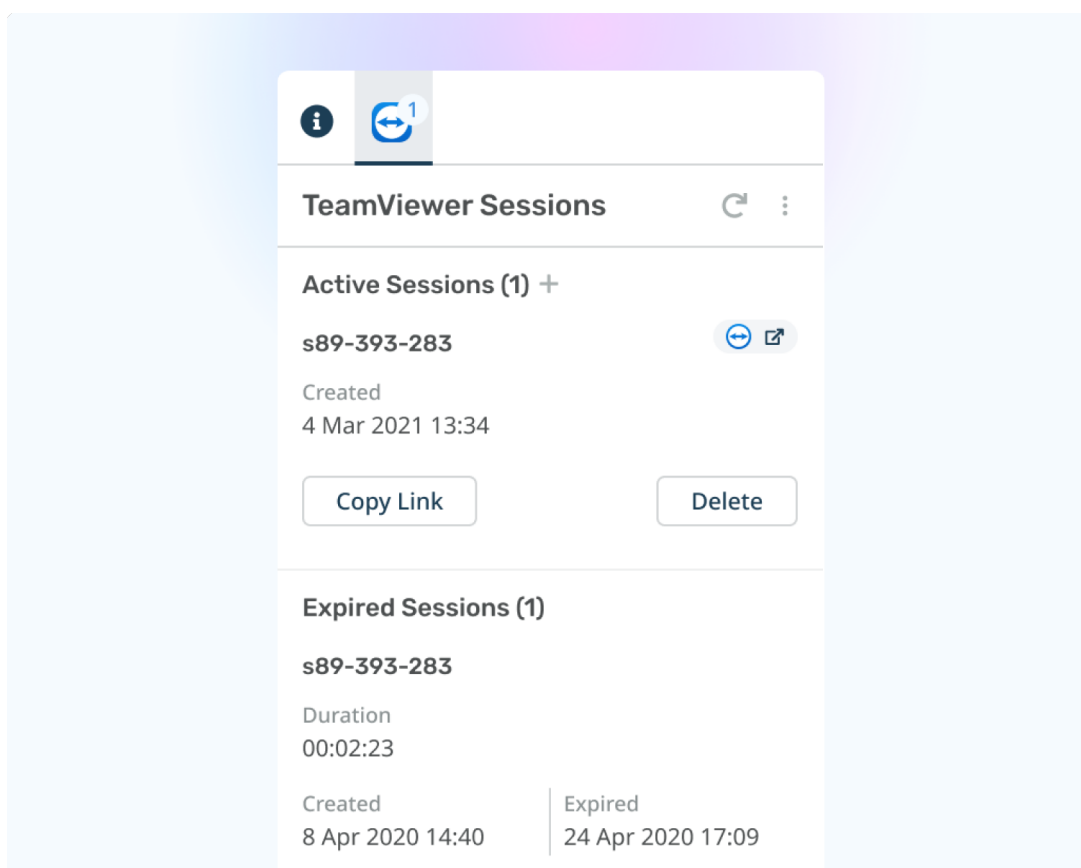 1
TeamViewer Sessions
Active Sessions (1)
s89-393-283
Created
4 Mar 2021 13:34
Copy Link
Delete
Expired Sessions (1)
s89-393-283
Duration
00:02:23
Created
8 Apr 2020 14:40
Expired
24 Apr 2020 17:09